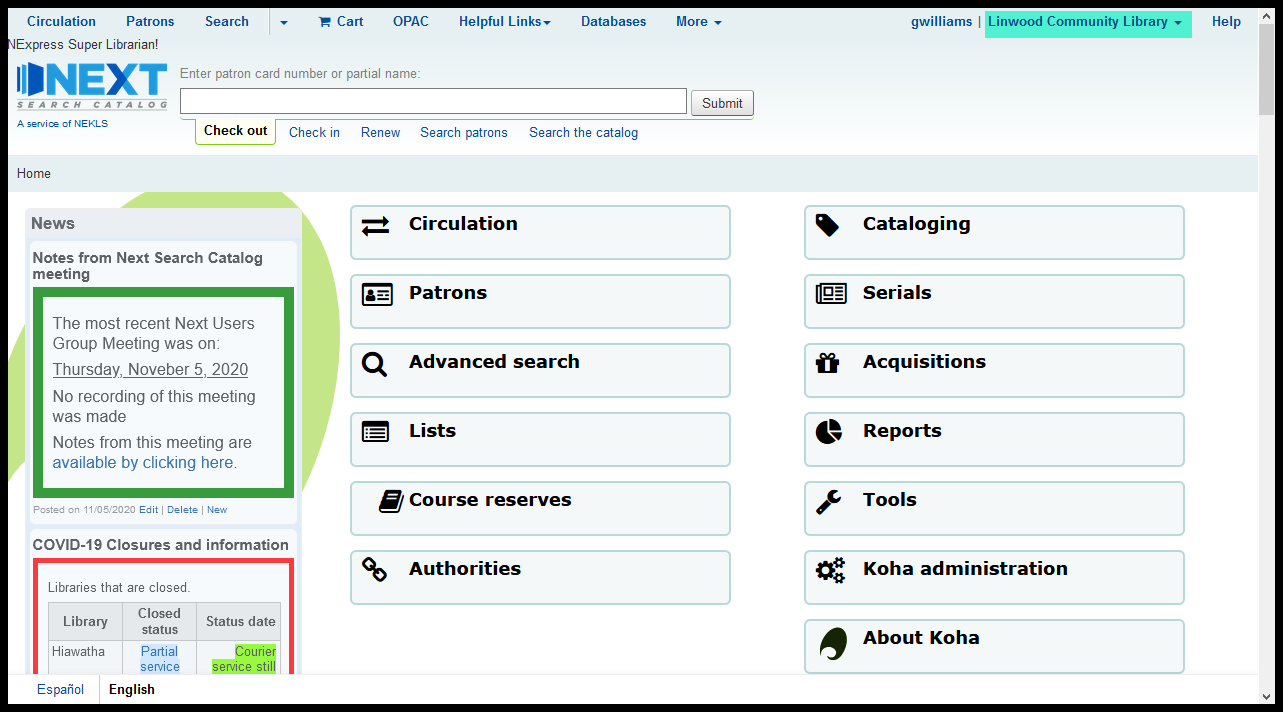 Circulation Patrons Search Cart OPAC Helpful Links Databases More gwilliams | Linwood Community Library Help
NExpress Super Librarian!
NEXT
SEARCH CATALOG
A service of NEKLS
Enter patron card number or partial name:
Submit
Check out Check in Renew Search patrons Search the catalog
Home
News
Notes from Next Search Catalog
meeting
The most recent Next Users
Group Meeting was on:
Thursday, Noveber 5, 2020
No recording of this meeting
was made
Notes from this meeting are
available by clicking here.
Posted on 11/05/2020 Edit | Delete | New
COVID-19 Closures and information
Libraries that are closed.
Library Closed status Status date
Hiawatha Partial service Courier service still
Circulation
Patrons
Advanced search
Lists
Course reserves
Authorities
Cataloging
Serials
Acquisitions
Reports
Tools
Koha administration
About Koha
Español English